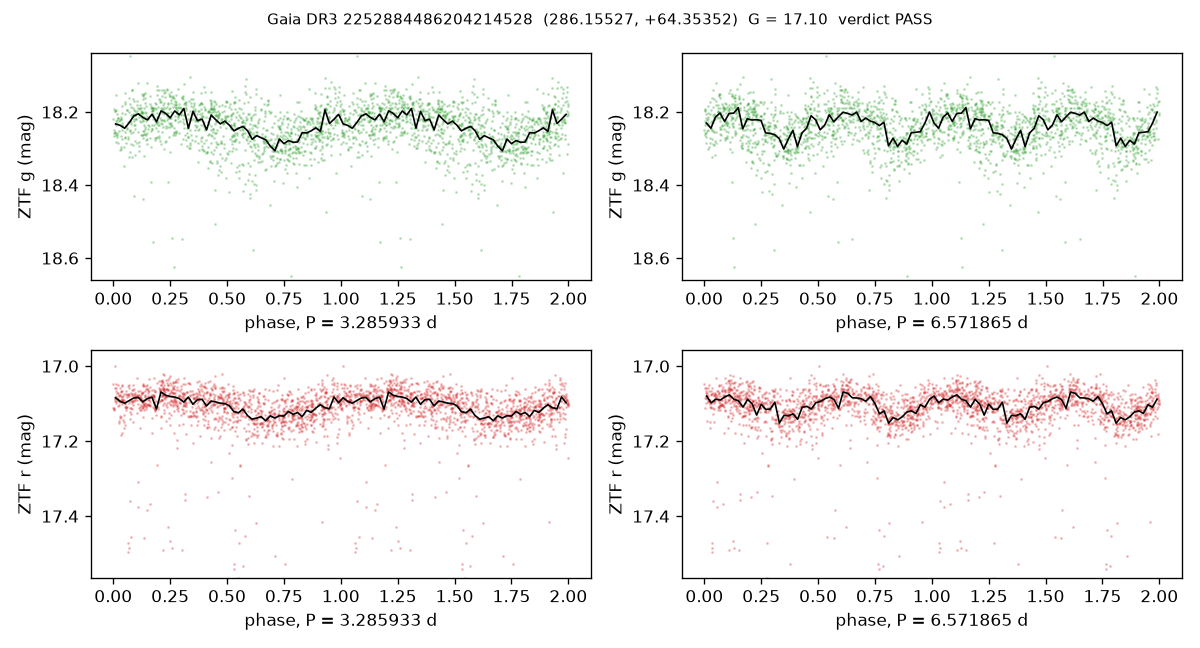 Gaia DR3 2252884486204214528 (286.15527, +64.35352) G = 17.10 verdict PASS
ZTF g (mag)
18.2
18.4
18.6
0.00 0.25 0.50 0.75 1.00 1.25 1.50 1.75 2.00
phase, P = 3.285933 d
ZTF g (mag)
18.2
18.4
18.6
0.00 0.25 0.50 0.75 1.00 1.25 1.50 1.75 2.00
phase, P = 6.571865 d
ZTF r (mag)
17.0
17.2
17.4
0.00 0.25 0.50 0.75 1.00 1.25 1.50 1.75 2.00
phase, P = 3.285933 d
ZTF r (mag)
17.0
17.2
17.4
0.00 0.25 0.50 0.75 1.00 1.25 1.50 1.75 2.00
phase, P = 6.571865 d